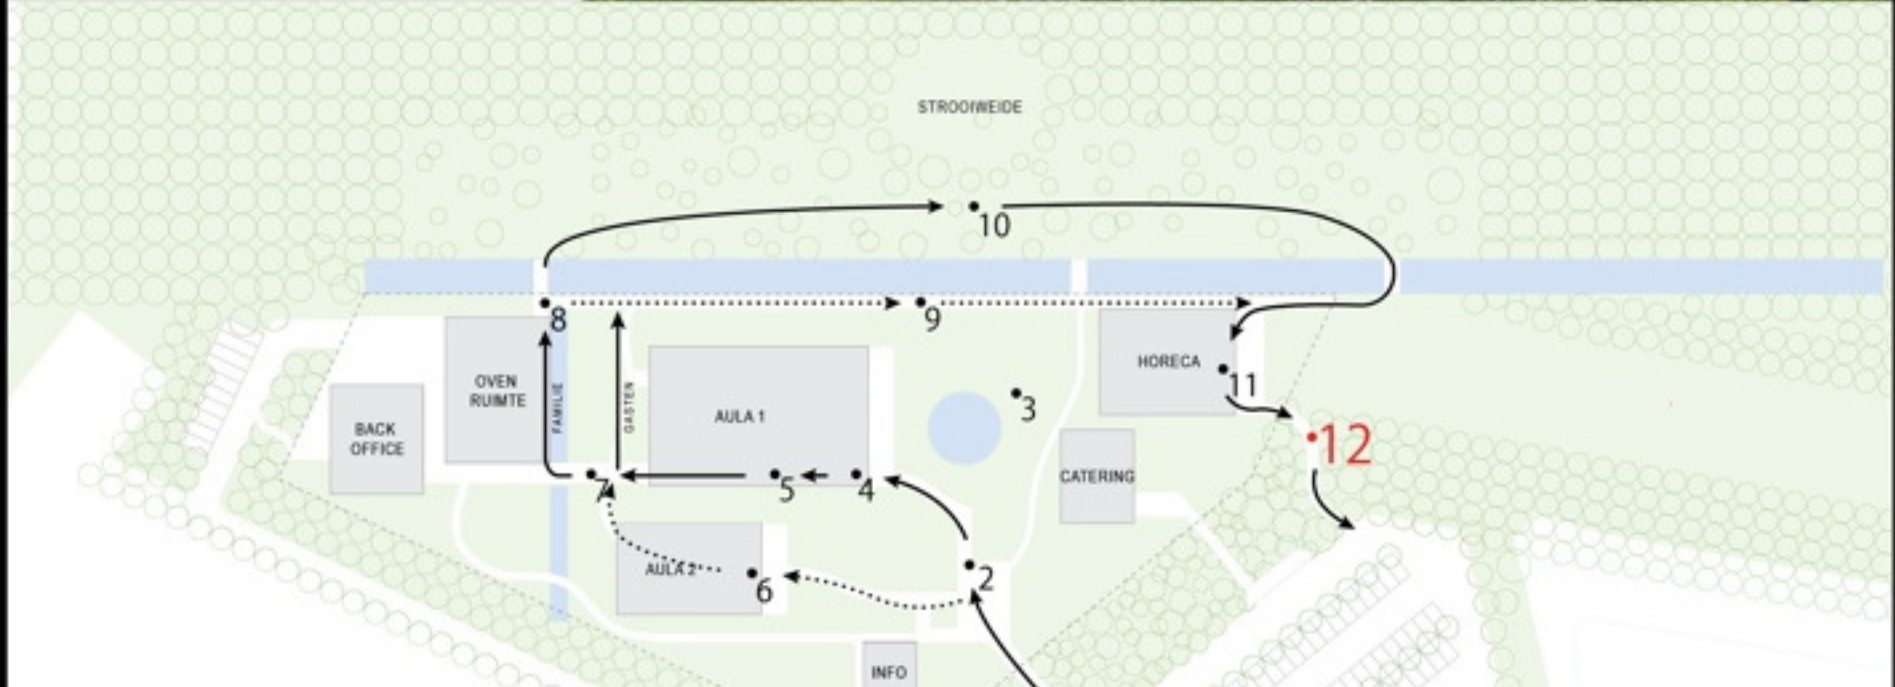 STROOIWEIDE
10
8
9
HORECA
11
OVEN
RUIMTE
FAMILIE
GASTEN
AULA 1
3
BACK
OFFICE
12
CATERING
7
5
4
AULA 2
6
2
INFO